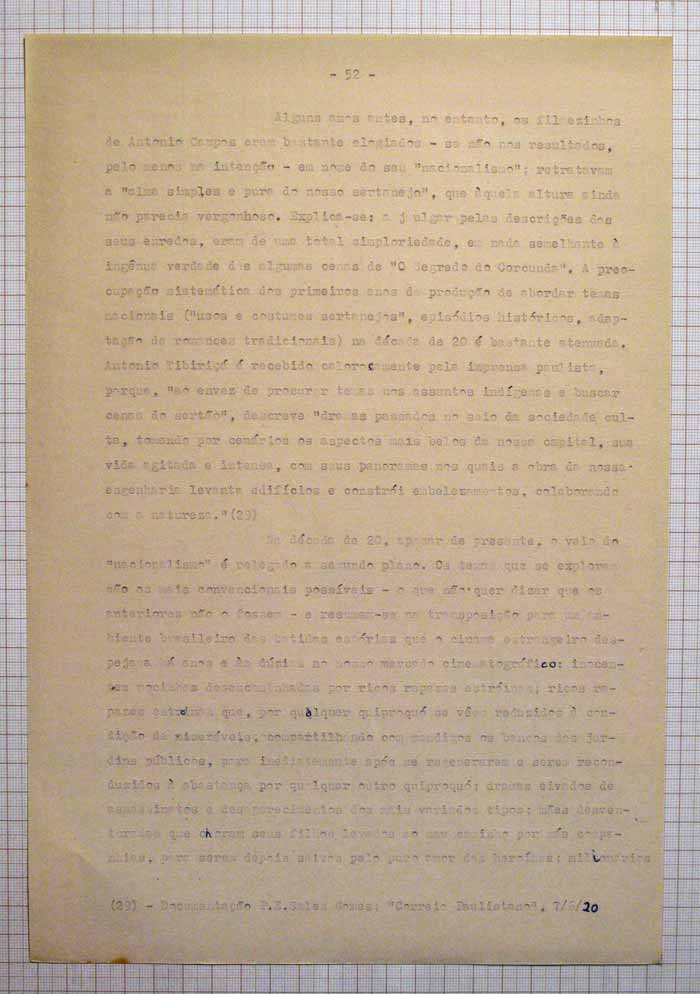 - 52 -
Alguns anos antes, no entanto, os filmezinhos
de Antonio Campos eram bastante elogiados - se não nos resultados,
pelo menos na intenção - em nome do seu "nacionalismo"; retratavam
a "alma simples e pura do nosso sertanejo", que àquela altura ainda
não parecia vergonhoso. Explica-se: a julgar pelas descrições dos
seus enredos, eram de uma total simploriedade, em nada semelhante à
ingênua verdade das algumas cenas de "O Segredo do Corcunda". A preo-
cupação sistemática dos primeiros anos da produção de abordar temas
nacionais ("usos e costumes sertanejos", episódios históricos, adap-
tação de romances tradicionais) na década de 20 é bastante atenuada.
Antonio Tibiriçá é recebido calorosamente pela imprensa paulista,
porque, "ao envez de procurar temas nos assuntos indígenas e buscar
cenas do sertão", descreve "dramas passados no seio da sociedade cul-
ta, tomando por cenários os aspectos mais belos da nossa capital, sua
vida agitada e intensa, com seus panoramas nos quais a obra da nossa
engenharia levanta edifícios e constrói embelezamentos, colaborando
com a natureza."(29)
Na década de 20, apesar de presente, o veio do
"nacionalismo" é relegado a segundo plano. Os temas que se exploram
são os mais convencionais possíveis - o que não quer dizer que os
anteriores não o fossem - e resumem-se na transposição para um am-
biente brasileiro das batidas estórias que o cinema estrangeiro des-
pejava há anos e às dúzias no nosso mercado cinematográfico: inocen-
tes mocinhas desencaminhadas por ricos rapazes estróinas; ricos ra-
pazes estroinas que, por qualquer quiproquó se vêem reduzidos à con-
dição de miseráveis, compartilhando com mendigos os bancos dos jar-
dins públicos, para imediatamente após se regenerarem e serem recon-
duzidos à abastança por qualquer outro quiproquó; dramas eivados de
assassinatos e desaparecimentos dos mais variados tipos; mães desven-
turadas que choram seus filhos levados ao mau caminho por más compa-
nhias, para serem depois salvos pelo puro amor das heroínas; milionários
(29) - Documentação P.E.Sales Gomes: "Correio Paulistano", 7/ /20